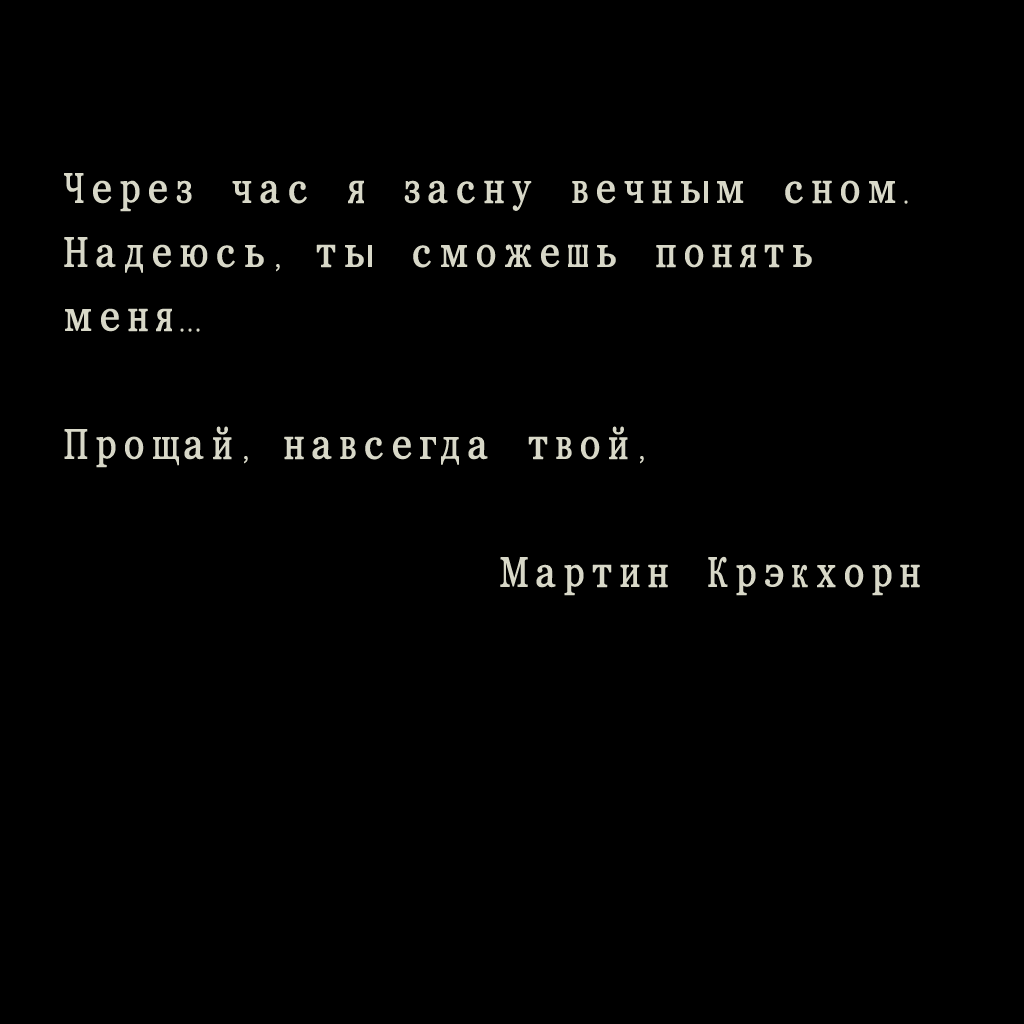 Через час я засну вечным сном.
Надеюсь, ты сможешь понять
меня...
Прощай, навсегда твой,
Мартин Крэкхорн